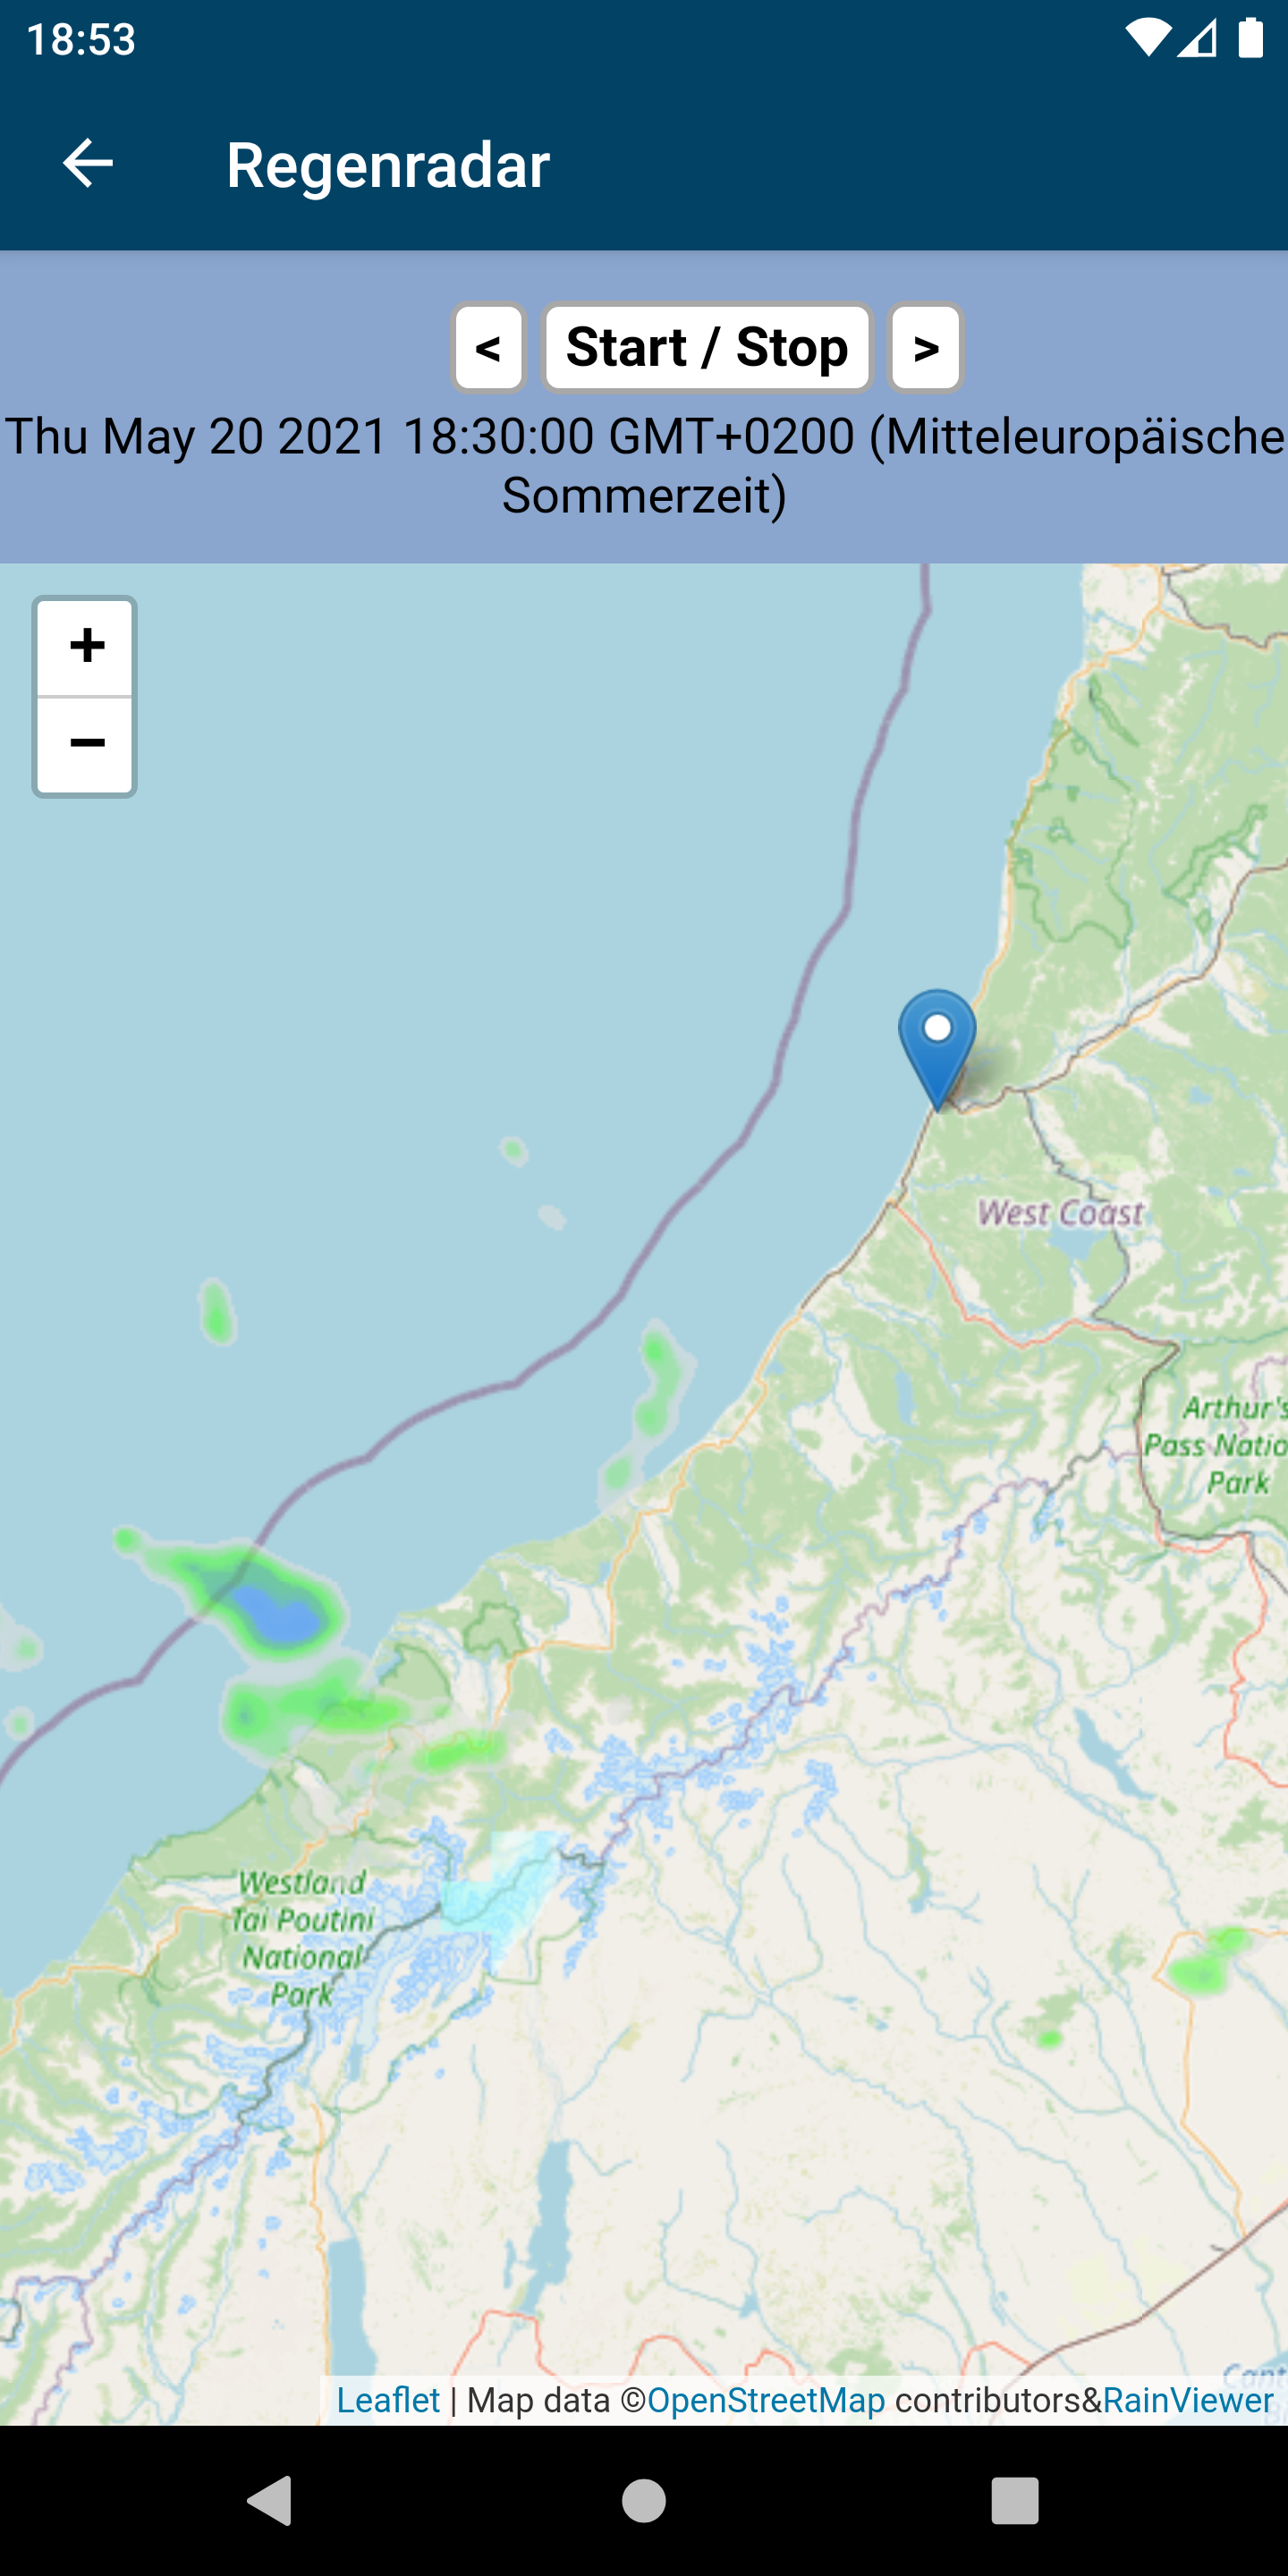 18:53
Regenradar
< Start / Stop >
Thu May 20 2021 18:30:00 GMT+0200 (Mitteleuropäische
Sommerzeit)
+
−
West Coast
Arthur's
Pass Natio
Park
Westland
Tai Poutini
National
Park
Cant
Leaflet | Map data ©OpenStreetMap contributors&RainViewer